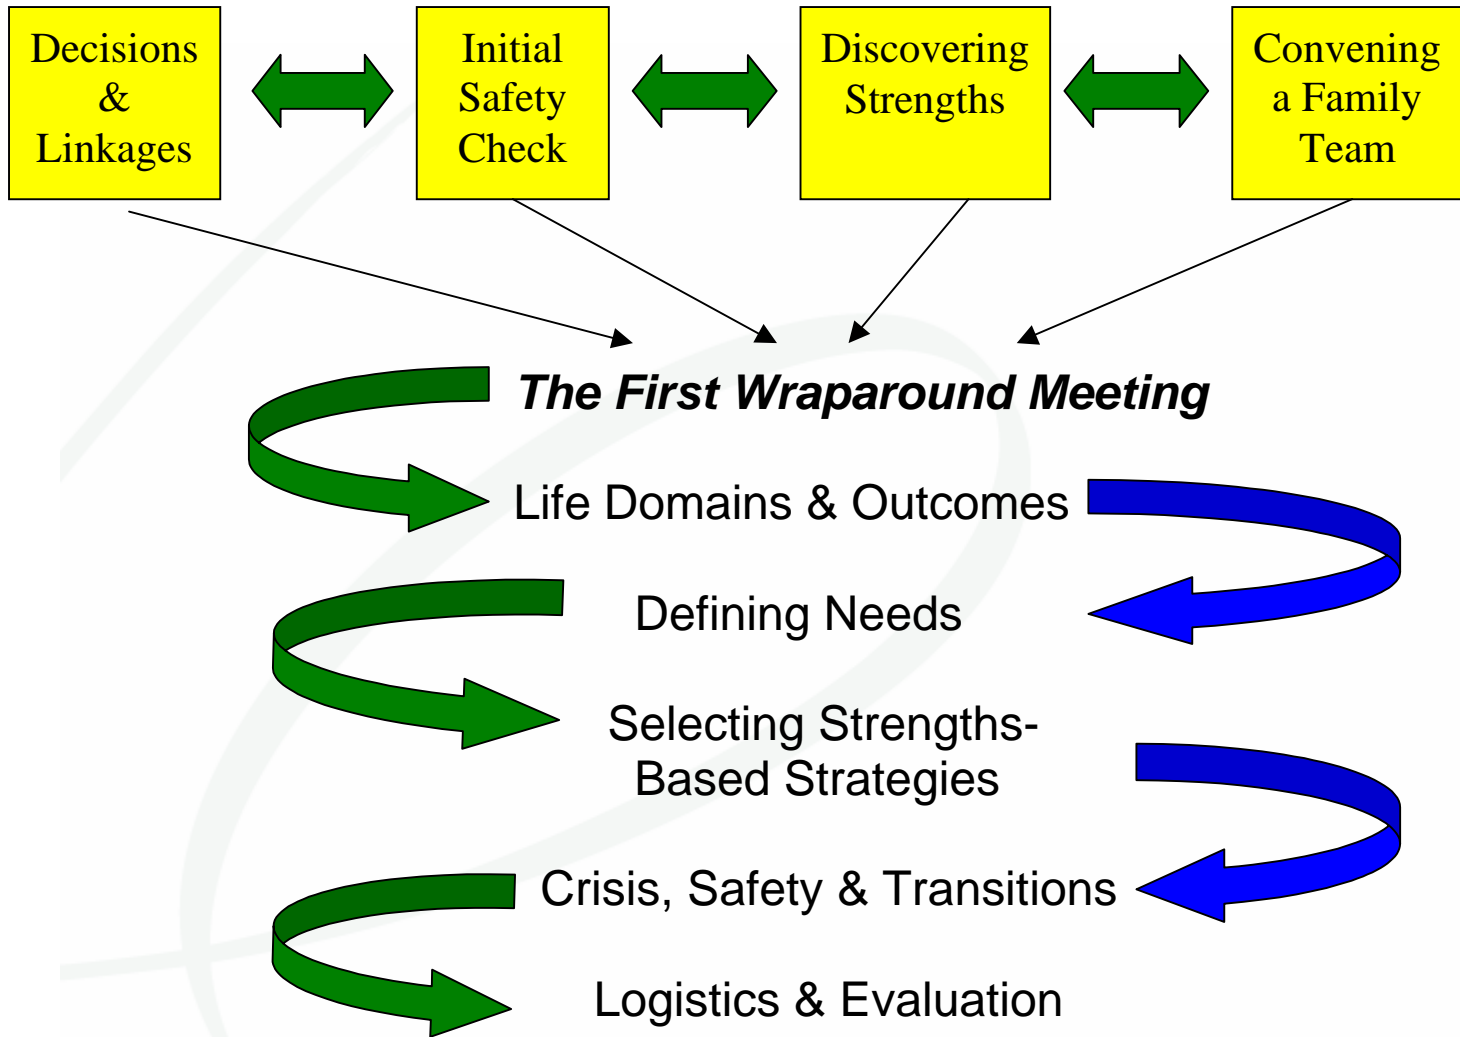 Decisions
&
Linkages
Initial
Safety
Check
Discovering
Strengths
Convening
a Family
Team
The First Wraparound Meeting
Life Domains & Outcomes
Defining Needs
Selecting Strengths-
Based Strategies
Crisis, Safety & Transitions
Logistics & Evaluation